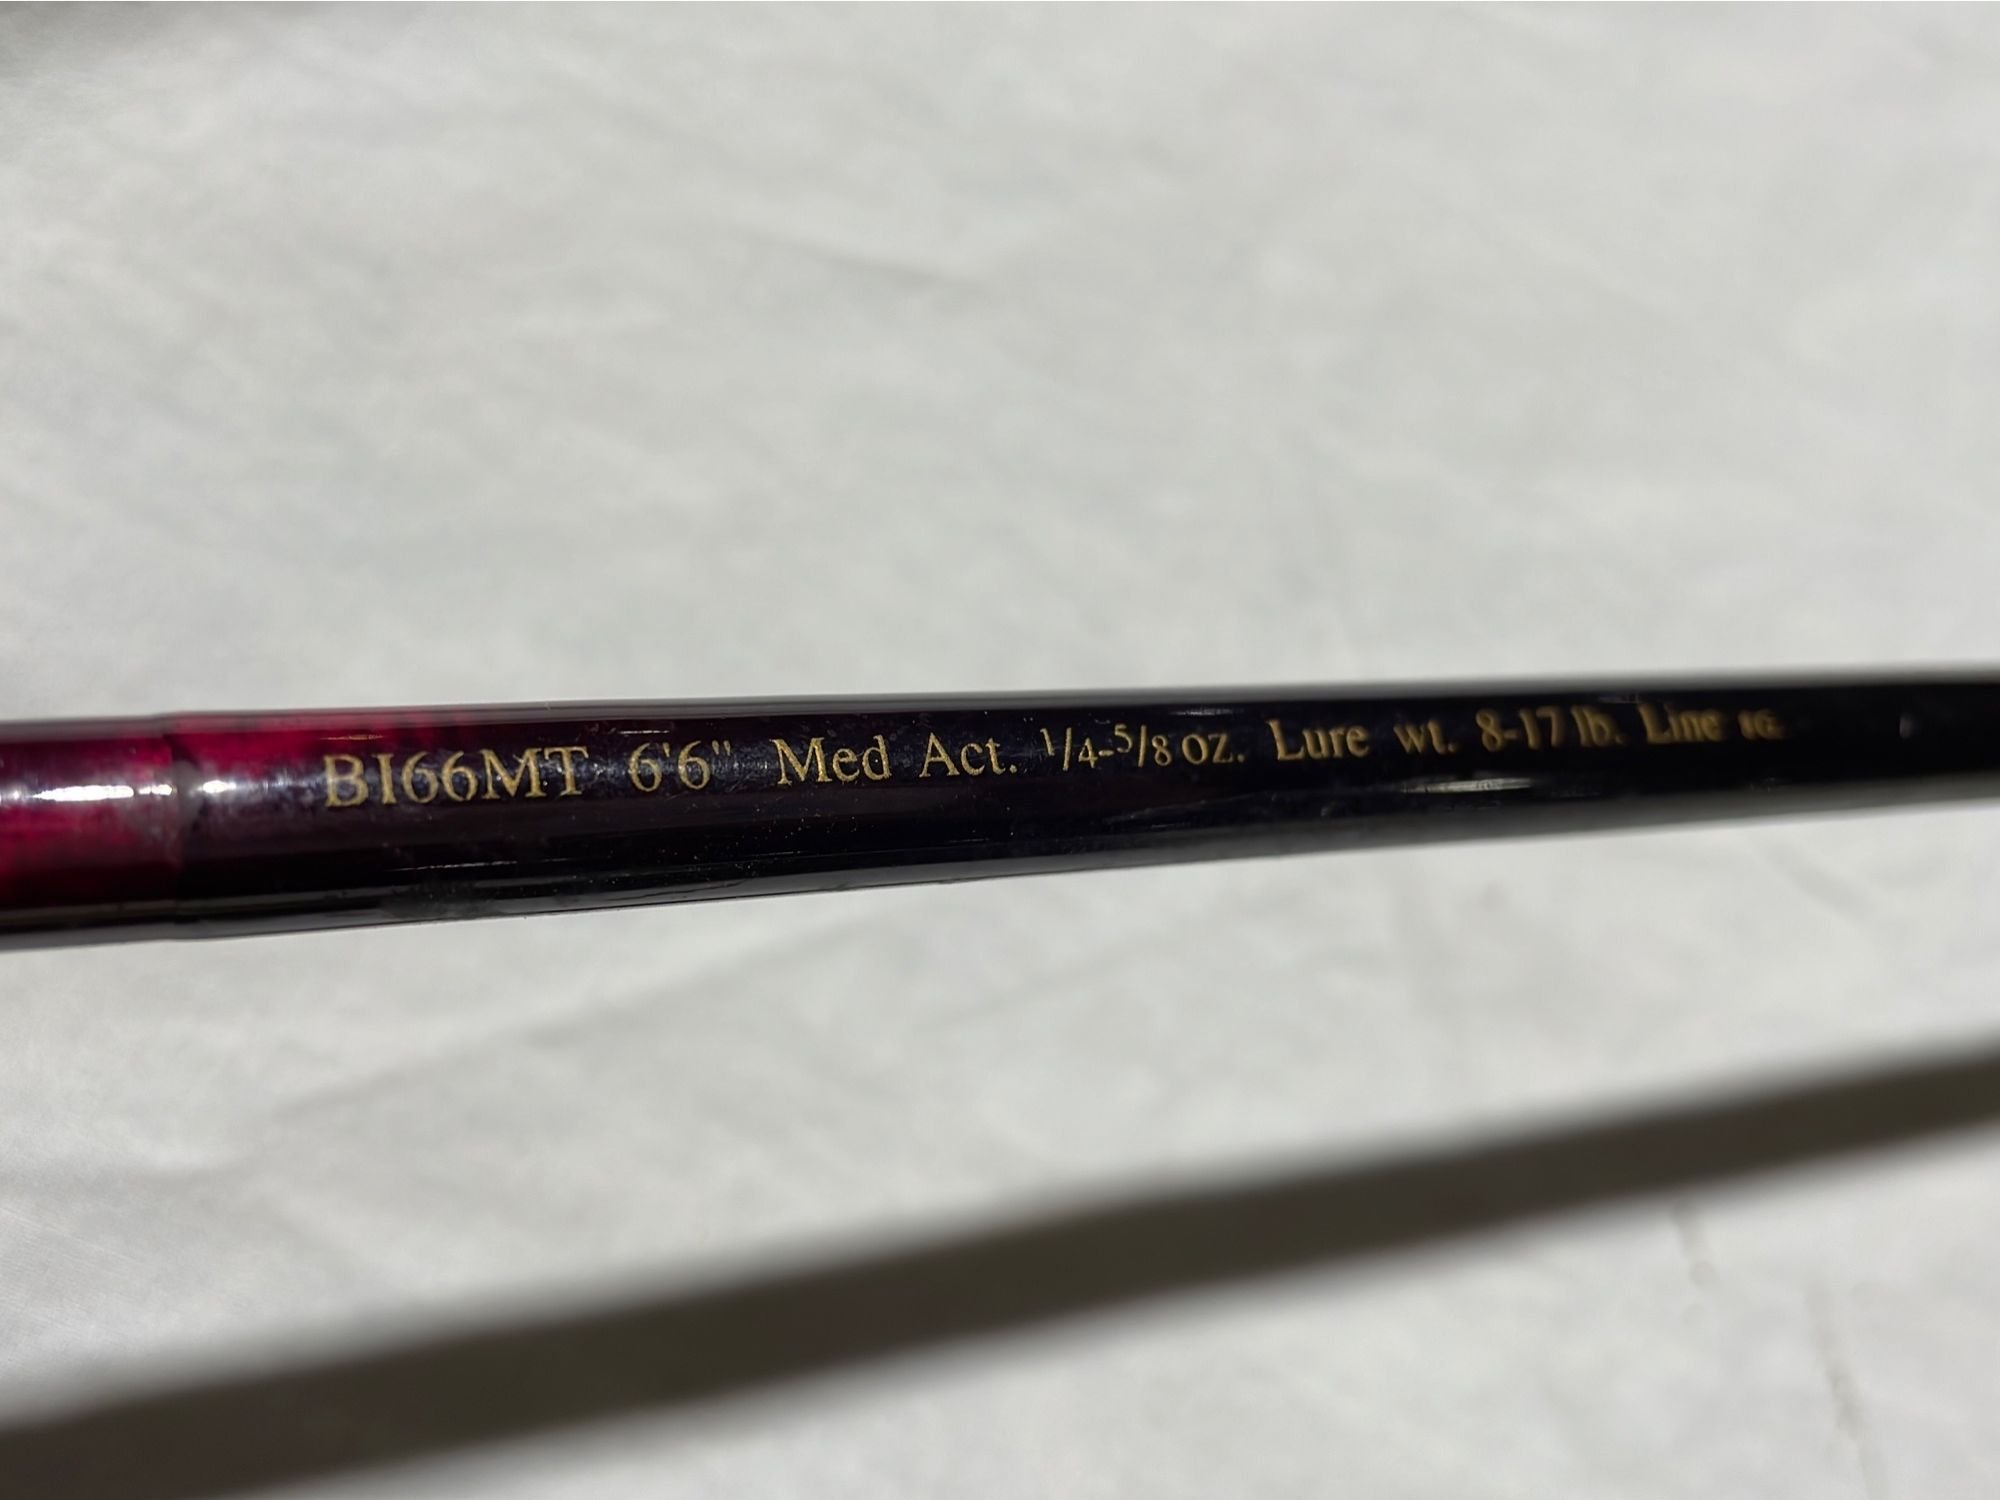 BI66MT 6'6" Med Act. 1/4-5/8 oz. Lure wt. 8-17 lb. Line